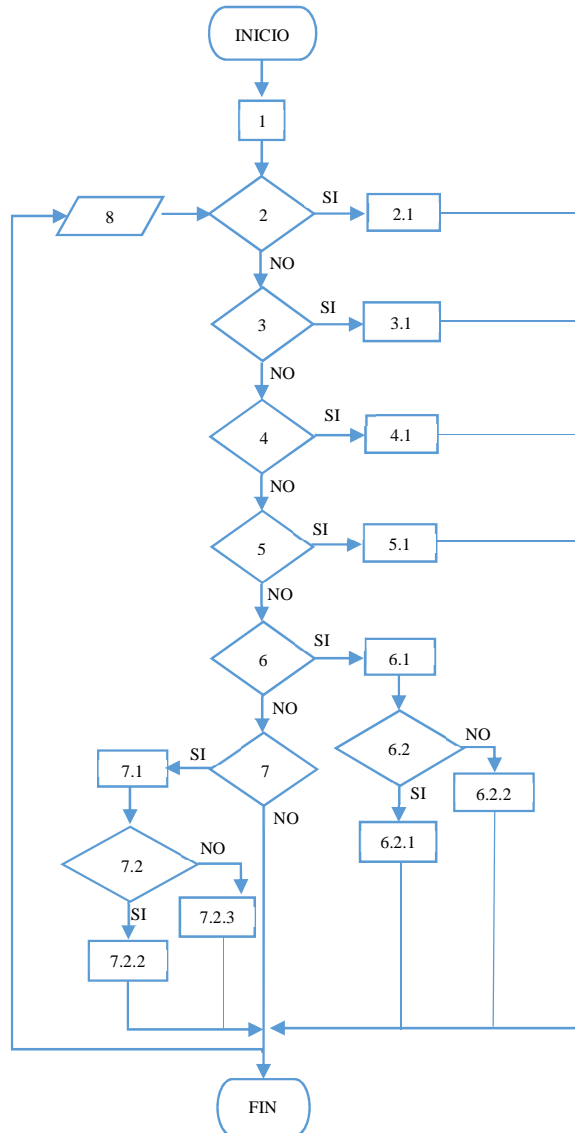 INICIO
1
SI
8
2
2.1
NO
SI
3
3.1
NO
SI
4
4.1
NO
SI
5
5.1
NO
SI
6
6.1
NO
SI
7
7.1
NO
6.2
NO
SI
6.2.2
6.2.1
7.2
NO
SI
7.2.3
7.2.2
FIN